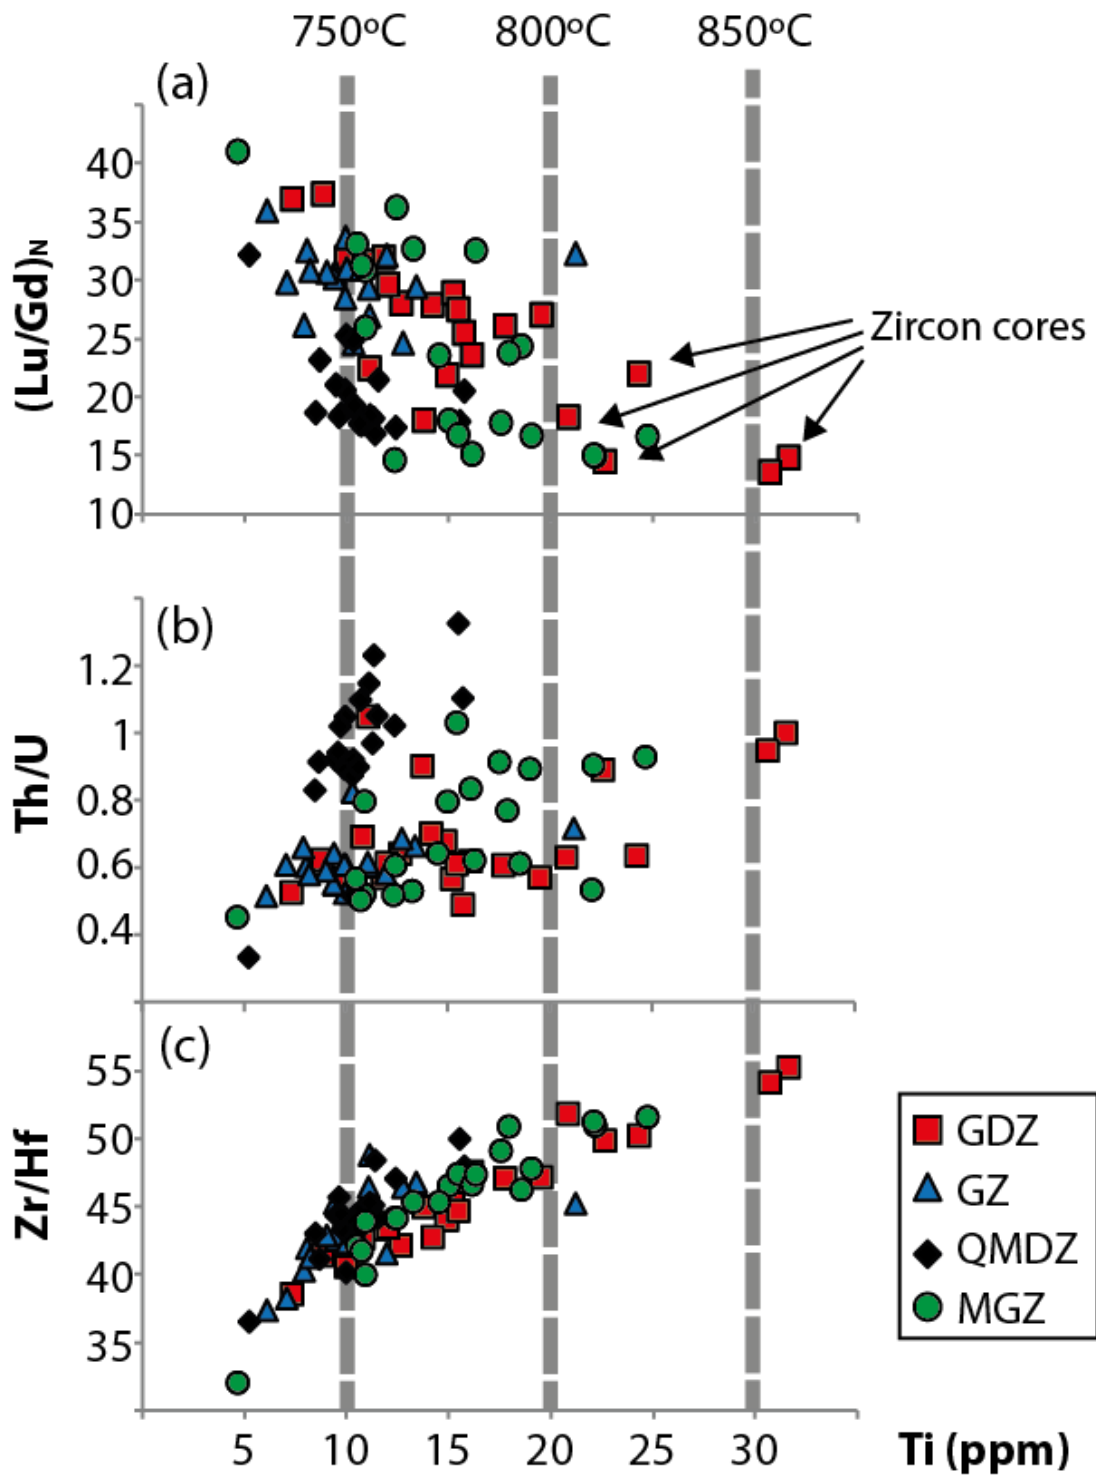 750ºC 800ºC 850ºC
(a)
40
35
30
25
20
15
10
(Lu/Gd)N
Zircon cores
(b)
1.2
1
0.8
0.6
0.4
Th/U
(c)
55
50
45
40
35
Zr/Hf
GDZ
GZ
QMDZ
MGZ
5 10 15 20 25 30 Ti (ppm)